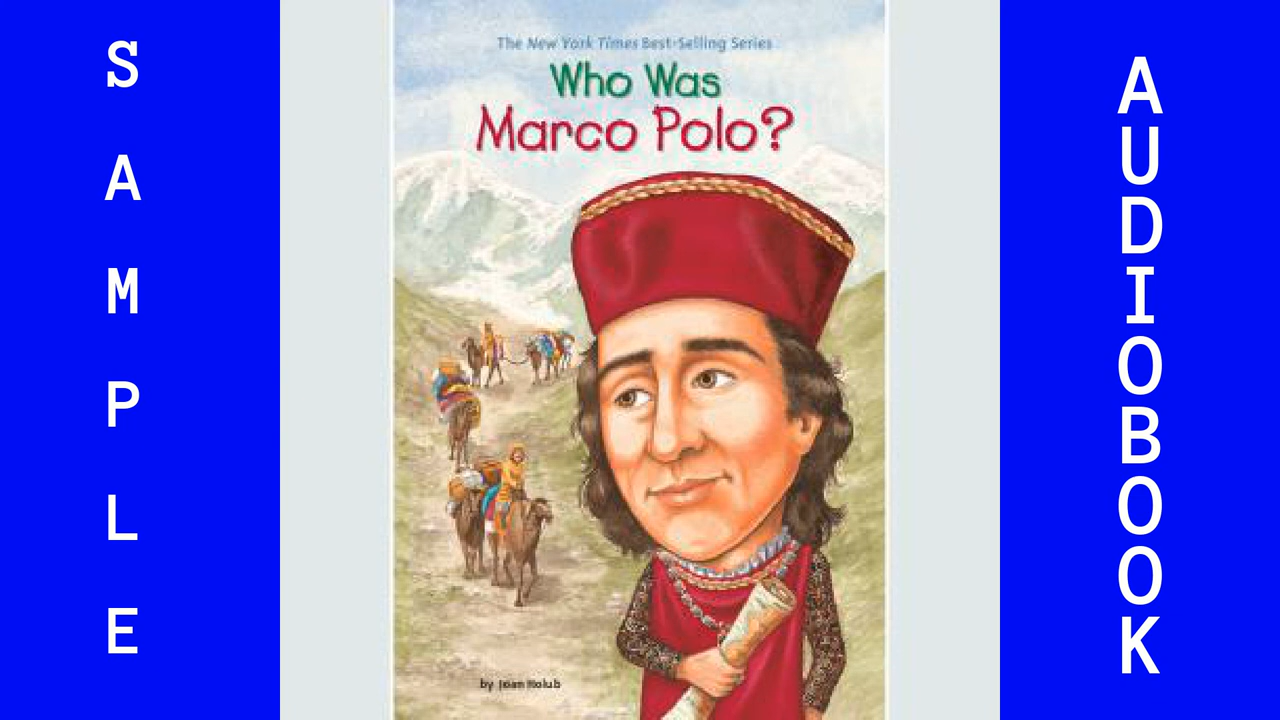 SAMPLE
The New York Times Best-Selling Series
Who Was
Marco Polo?
by Joan Holub
AUDIOBOOK